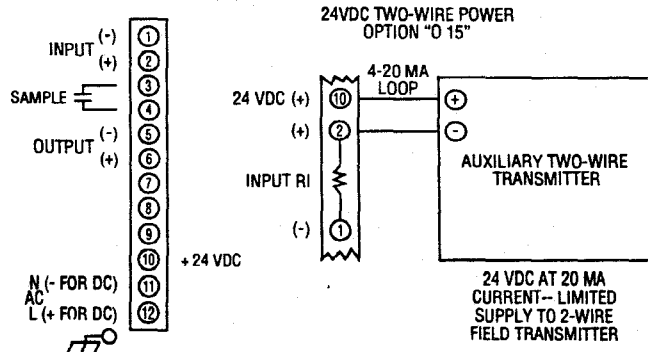 24VDC TWO-WIRE POWER
OPTION "O 15"
INPUT (-)
(+)
SAMPLE
OUTPUT (-)
(+)
1
2
3
4
5
6
7
8
9
10
11
12
+ 24 VDC
N (- FOR DC)
AC
L (+ FOR DC)
4-20 MA
LOOP
24 VDC (+)
10
(+)
2
INPUT RI
(-)
1
+
-
AUXILIARY TWO-WIRE
TRANSMITTER
24 VDC AT 20 MA
CURRENT-- LIMITED
SUPPLY TO 2-WIRE
FIELD TRANSMITTER